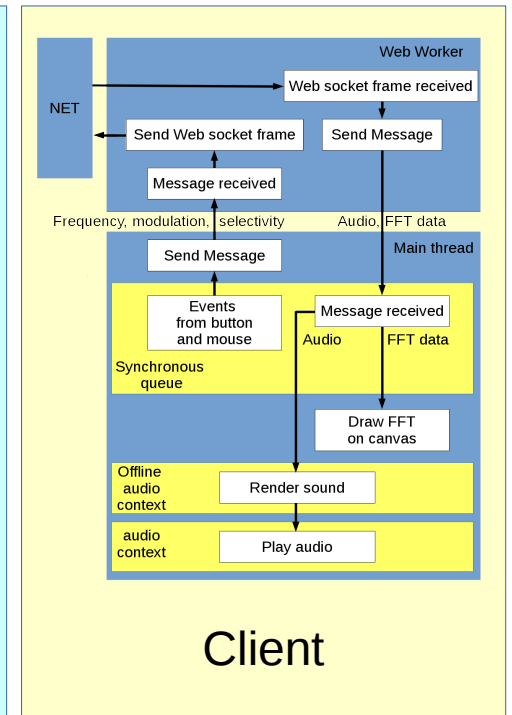 Web Worker
NET
Web socket frame received
Send Web socket frame
Send Message
Message received
Frequency, modulation, selectivity
Audio, FFT data
Main thread
Send Message
Events
from button
and mouse
Message received
Audio
FFT data
Synchronous
queue
Draw FFT
on canvas
Offline
audio
context
Render sound
audio
context
Play audio
Client